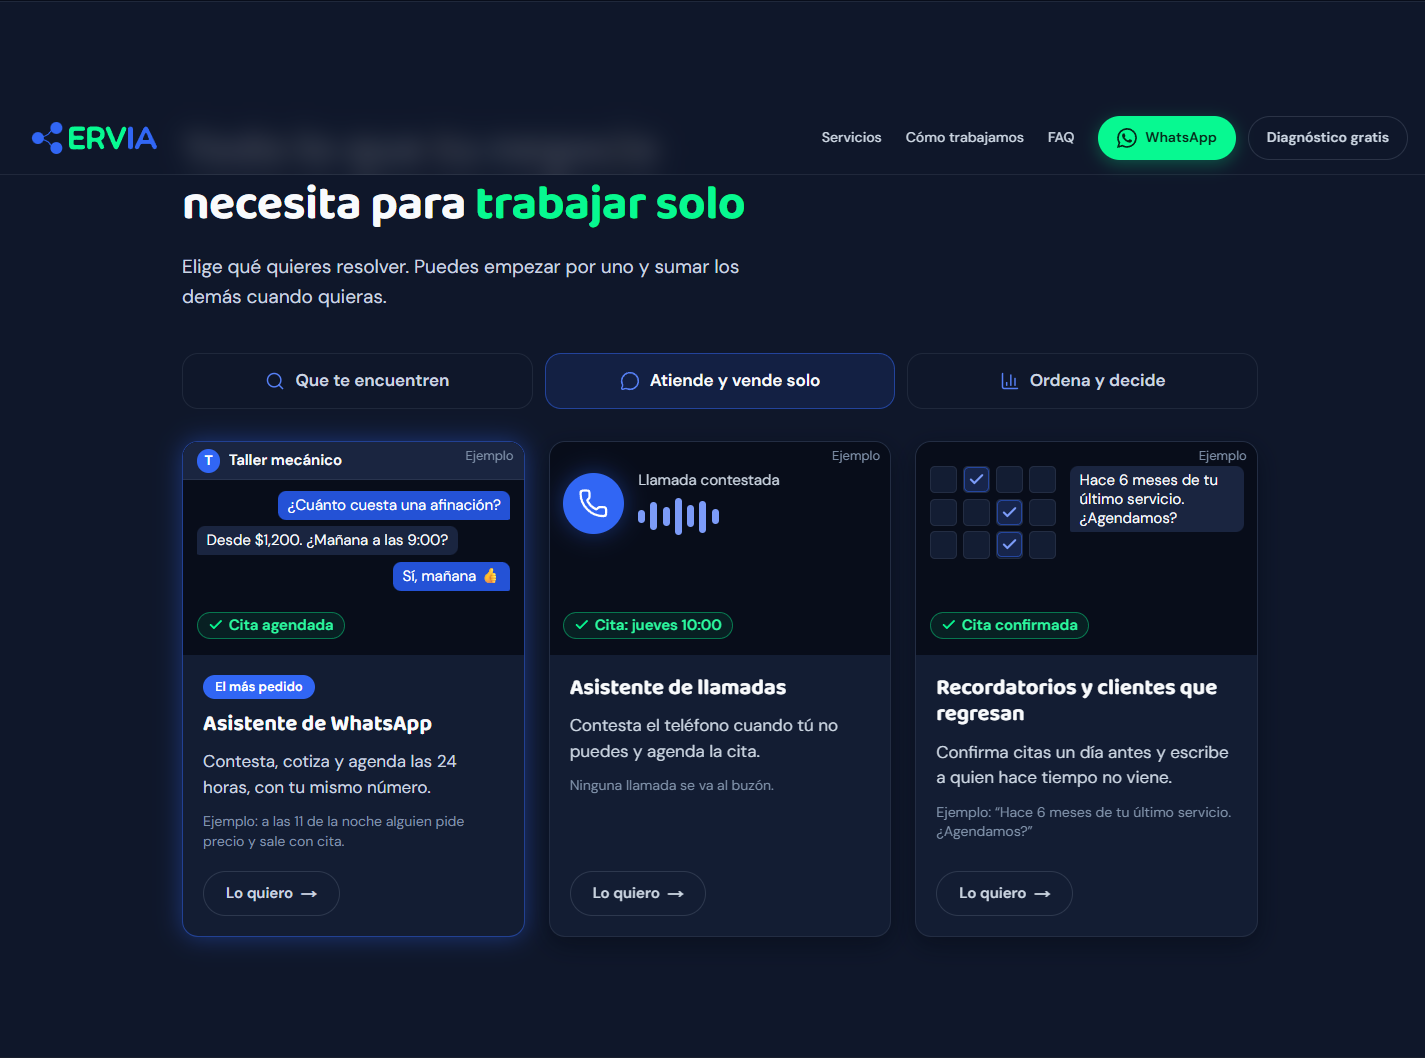 ERVIA
Servicios
Cómo trabajamos
FAQ
WhatsApp
Diagnóstico gratis
necesita para trabajar solo
Elige qué quieres resolver. Puedes empezar por uno y sumar los
demás cuando quieras.
Que te encuentren
Atiende y vende solo
Ordena y decide
T
Taller mecánico
Ejemplo
¿Cuánto cuesta una afinación?
Desde $1,200. ¿Mañana a las 9:00?
Sí, mañana 👍
Cita agendada
El más pedido
Asistente de WhatsApp
Contesta, cotiza y agenda las 24
horas, con tu mismo número.
Ejemplo: a las 11 de la noche alguien pide
precio y sale con cita.
Lo quiero →
Ejemplo
Llamada contestada
Cita: jueves 10:00
Asistente de llamadas
Contesta el teléfono cuando tú no
puedes y agenda la cita.
Ninguna llamada se va al buzón.
Lo quiero →
Ejemplo
Hace 6 meses de tu
último servicio.
¿Agendamos?
Cita confirmada
Recordatorios y clientes que
regresan
Confirma citas un día antes y escribe
a quien hace tiempo no viene.
Ejemplo: “Hace 6 meses de tu último servicio.
¿Agendamos?”
Lo quiero →